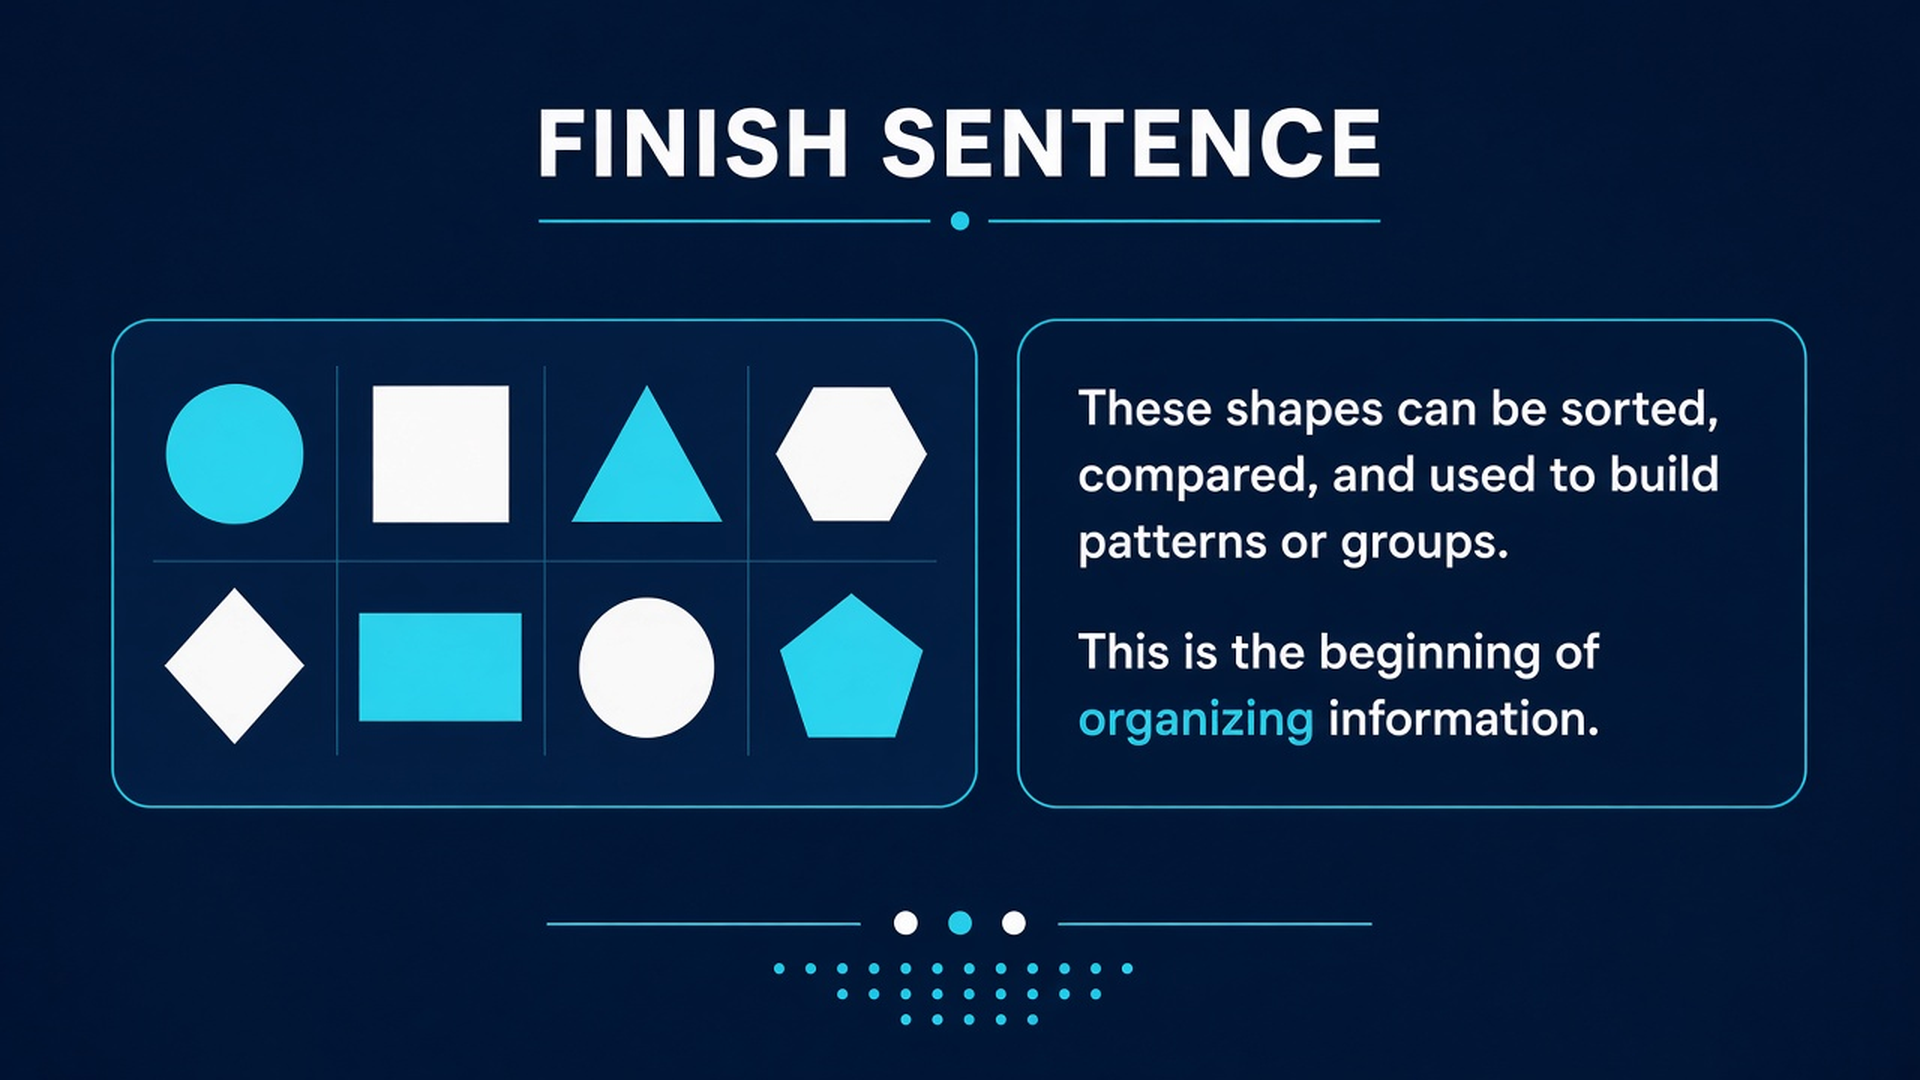 FINISH SENTENCE
These shapes can be sorted,
compared, and used to build
patterns or groups.
This is the beginning of
organizing information.